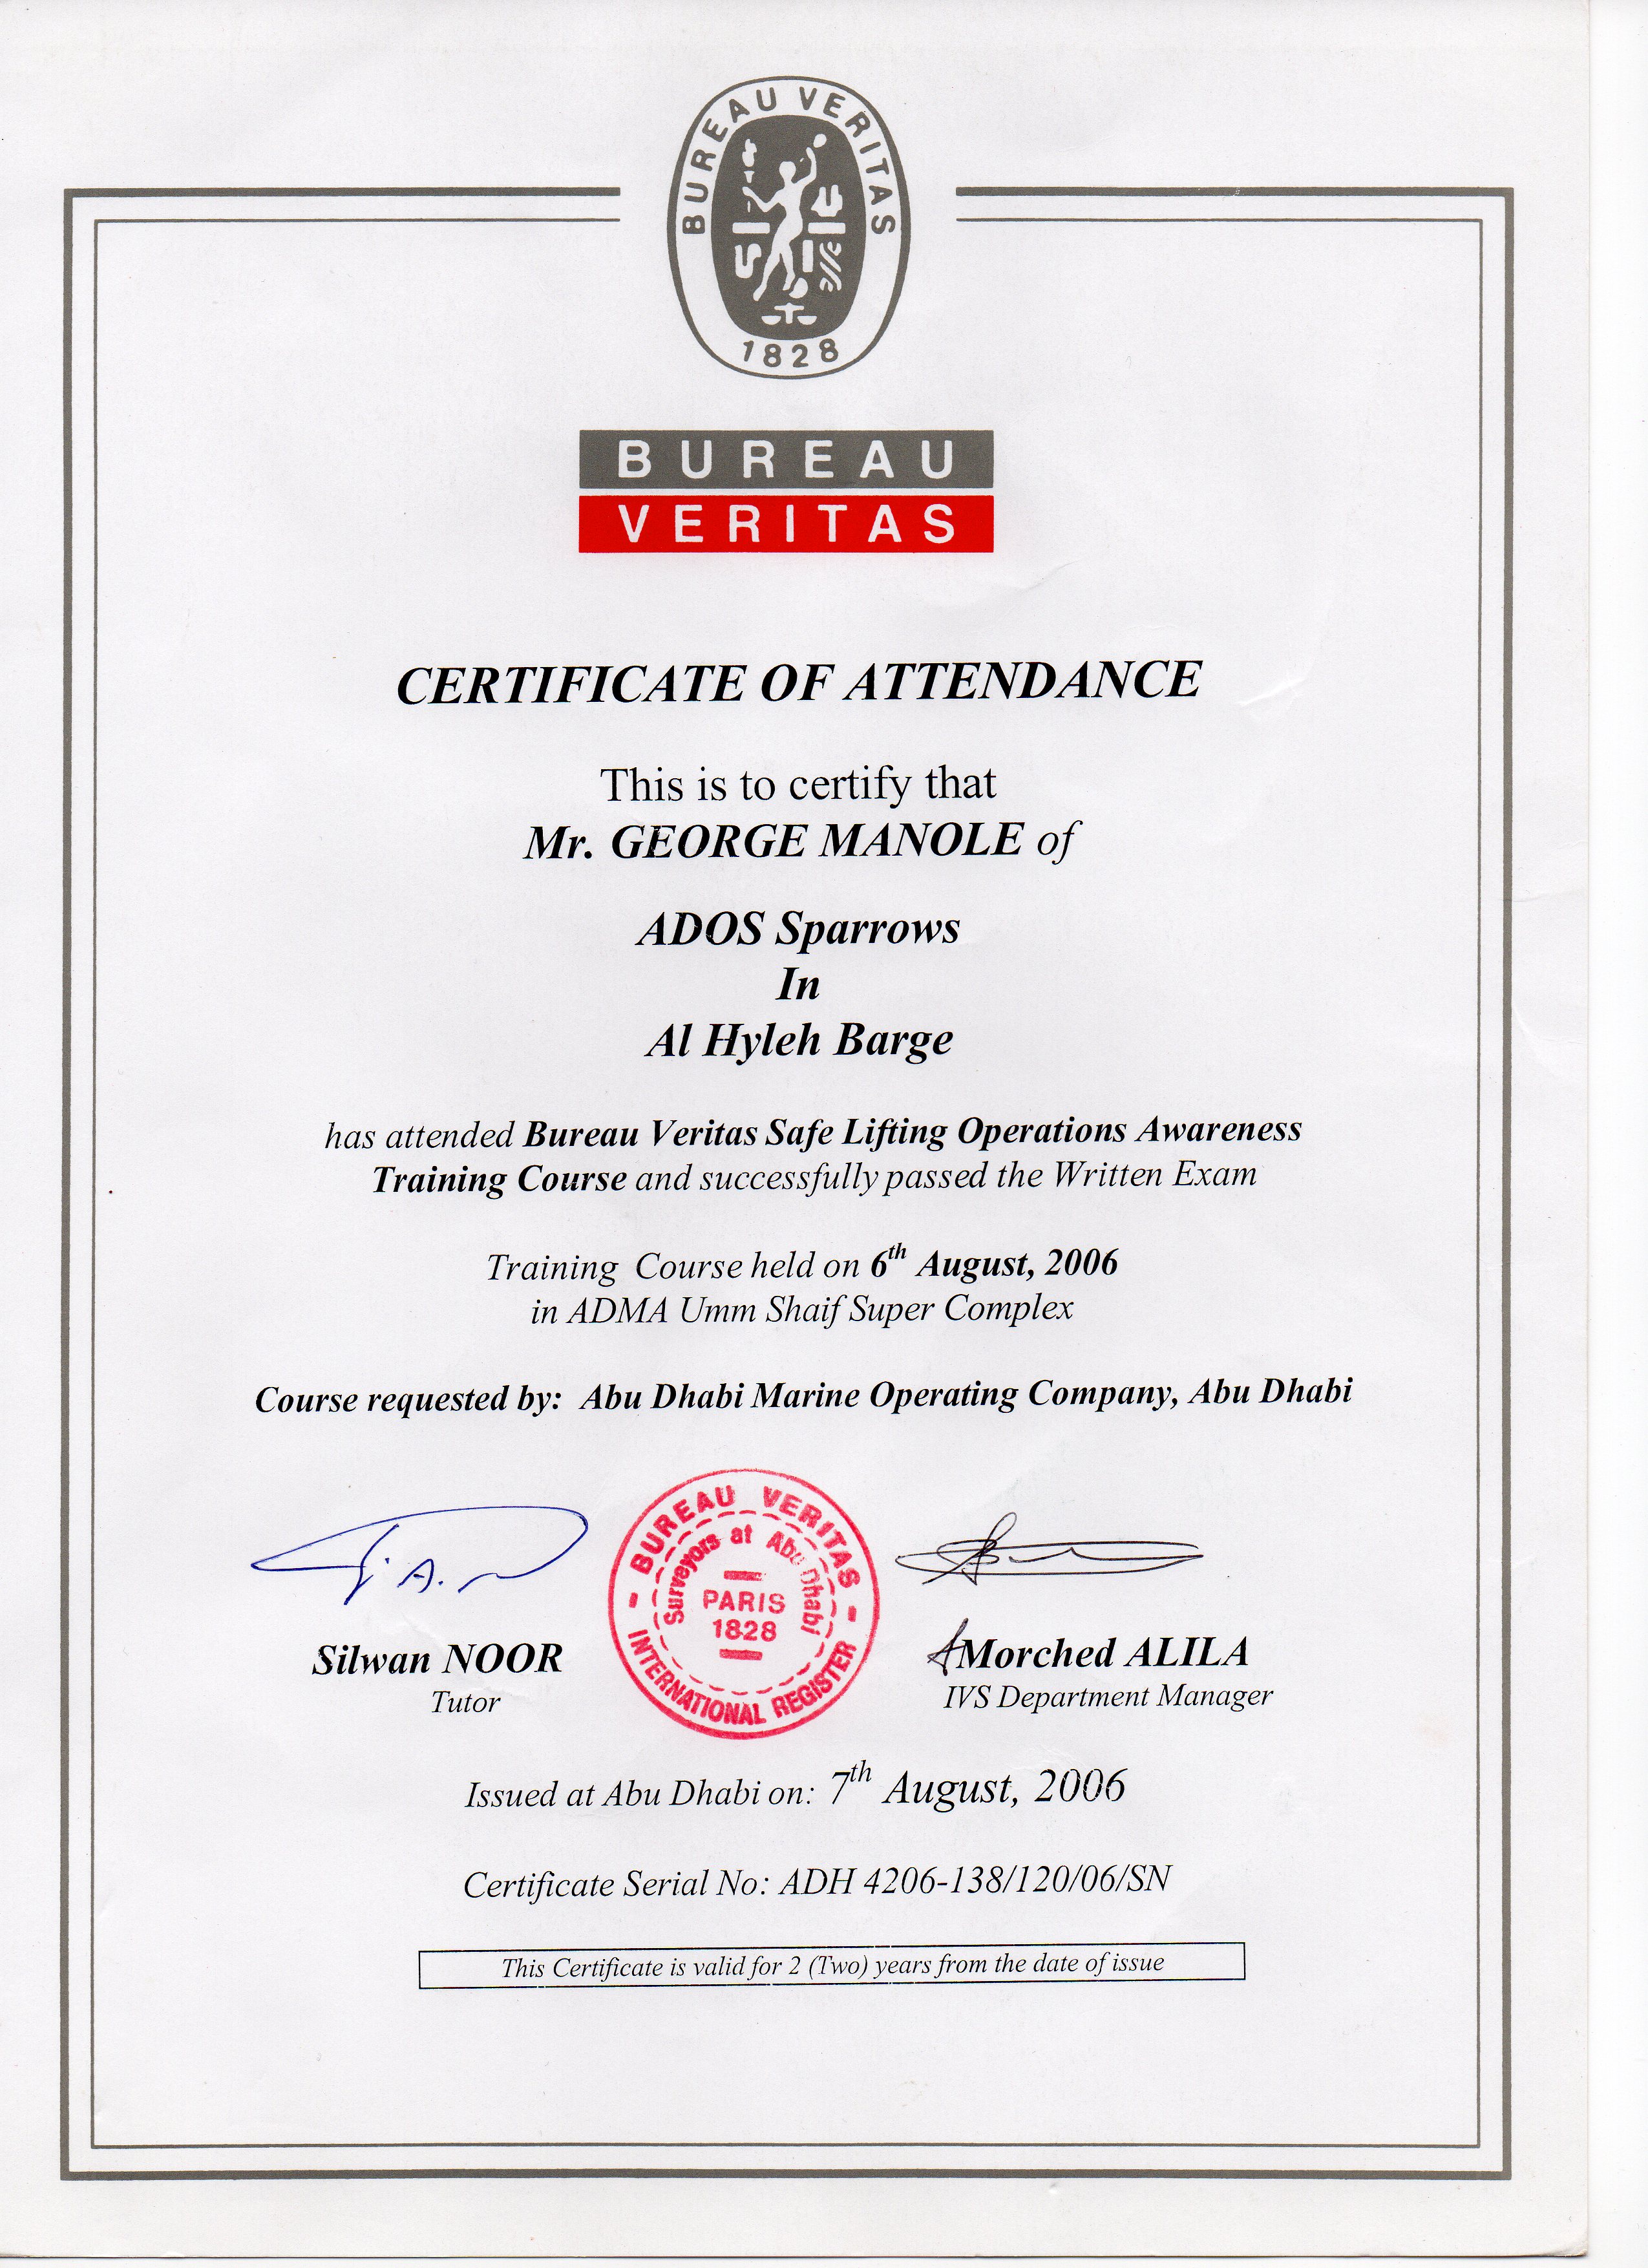 BUREAU VERITAS
1828
BUREAU
VERITAS
CERTIFICATE OF ATTENDANCE
This is to certify that
Mr. GEORGE MANOLE of
ADOS Sparrows
In
Al Hyleh Barge
has attended Bureau Veritas Safe Lifting Operations Awareness
Training Course and successfully passed the Written Exam
Training Course held on 6th August, 2006
in ADMA Umm Shaif Super Complex
Course requested by: Abu Dhabi Marine Operating Company, Abu Dhabi
BUREAU VERITAS
Surveyors at Abu Dhabi
PARIS
1828
INTERNATIONAL REGISTER
Silwan NOOR
Tutor
Morched ALILA
IVS Department Manager
Issued at Abu Dhabi on: 7th August, 2006
Certificate Serial No: ADH 4206-138/120/06/SN
This Certificate is valid for 2 (Two) years from the date of issue